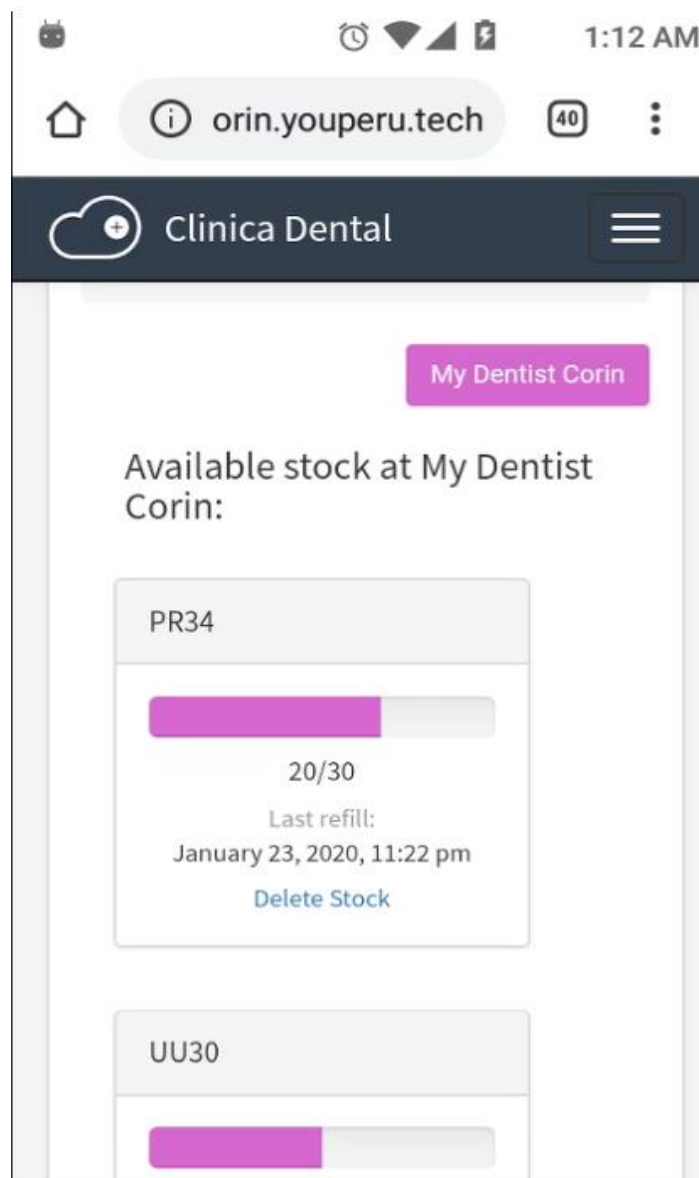 1:12 AM
orin.youperu.tech
40
Clinica Dental
My Dentist Corin
Available stock at My Dentist
Corin:
PR34
20/30
Last refill:
January 23, 2020, 11:22 pm
Delete Stock
UU30